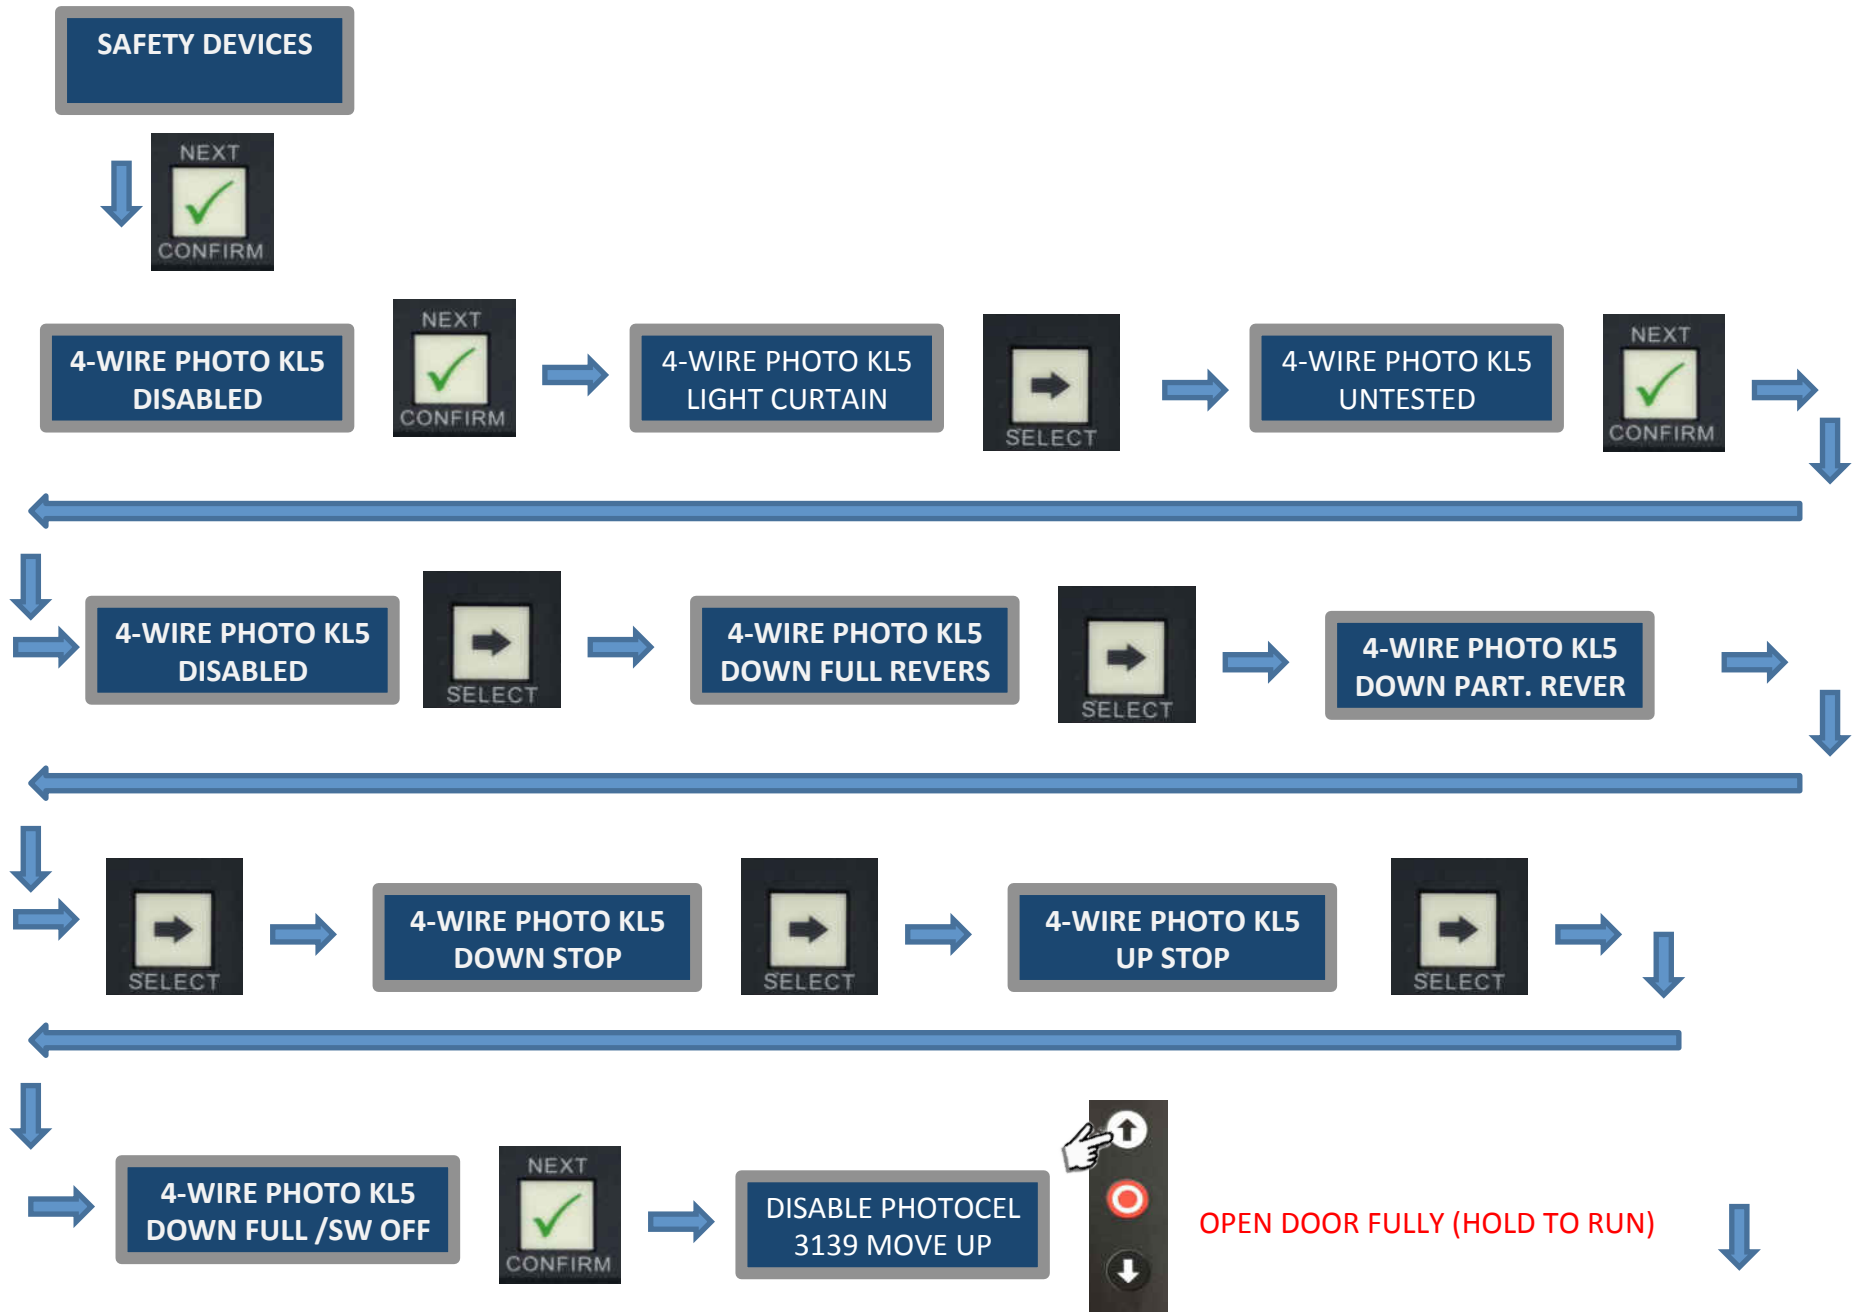 SAFETY DEVICES
NEXT
CONFIRM
4-WIRE PHOTO KL5
DISABLED
NEXT
CONFIRM
4-WIRE PHOTO KL5
LIGHT CURTAIN
SELECT
4-WIRE PHOTO KL5
UNTESTED
NEXT
CONFIRM
4-WIRE PHOTO KL5
DISABLED
SELECT
4-WIRE PHOTO KL5
DOWN FULL REVERS
SELECT
4-WIRE PHOTO KL5
DOWN PART. REVER
SELECT
4-WIRE PHOTO KL5
DOWN STOP
SELECT
4-WIRE PHOTO KL5
UP STOP
SELECT
4-WIRE PHOTO KL5
DOWN FULL /SW OFF
NEXT
CONFIRM
DISABLE PHOTOCEL
3139 MOVE UP
OPEN DOOR FULLY (HOLD TO RUN)